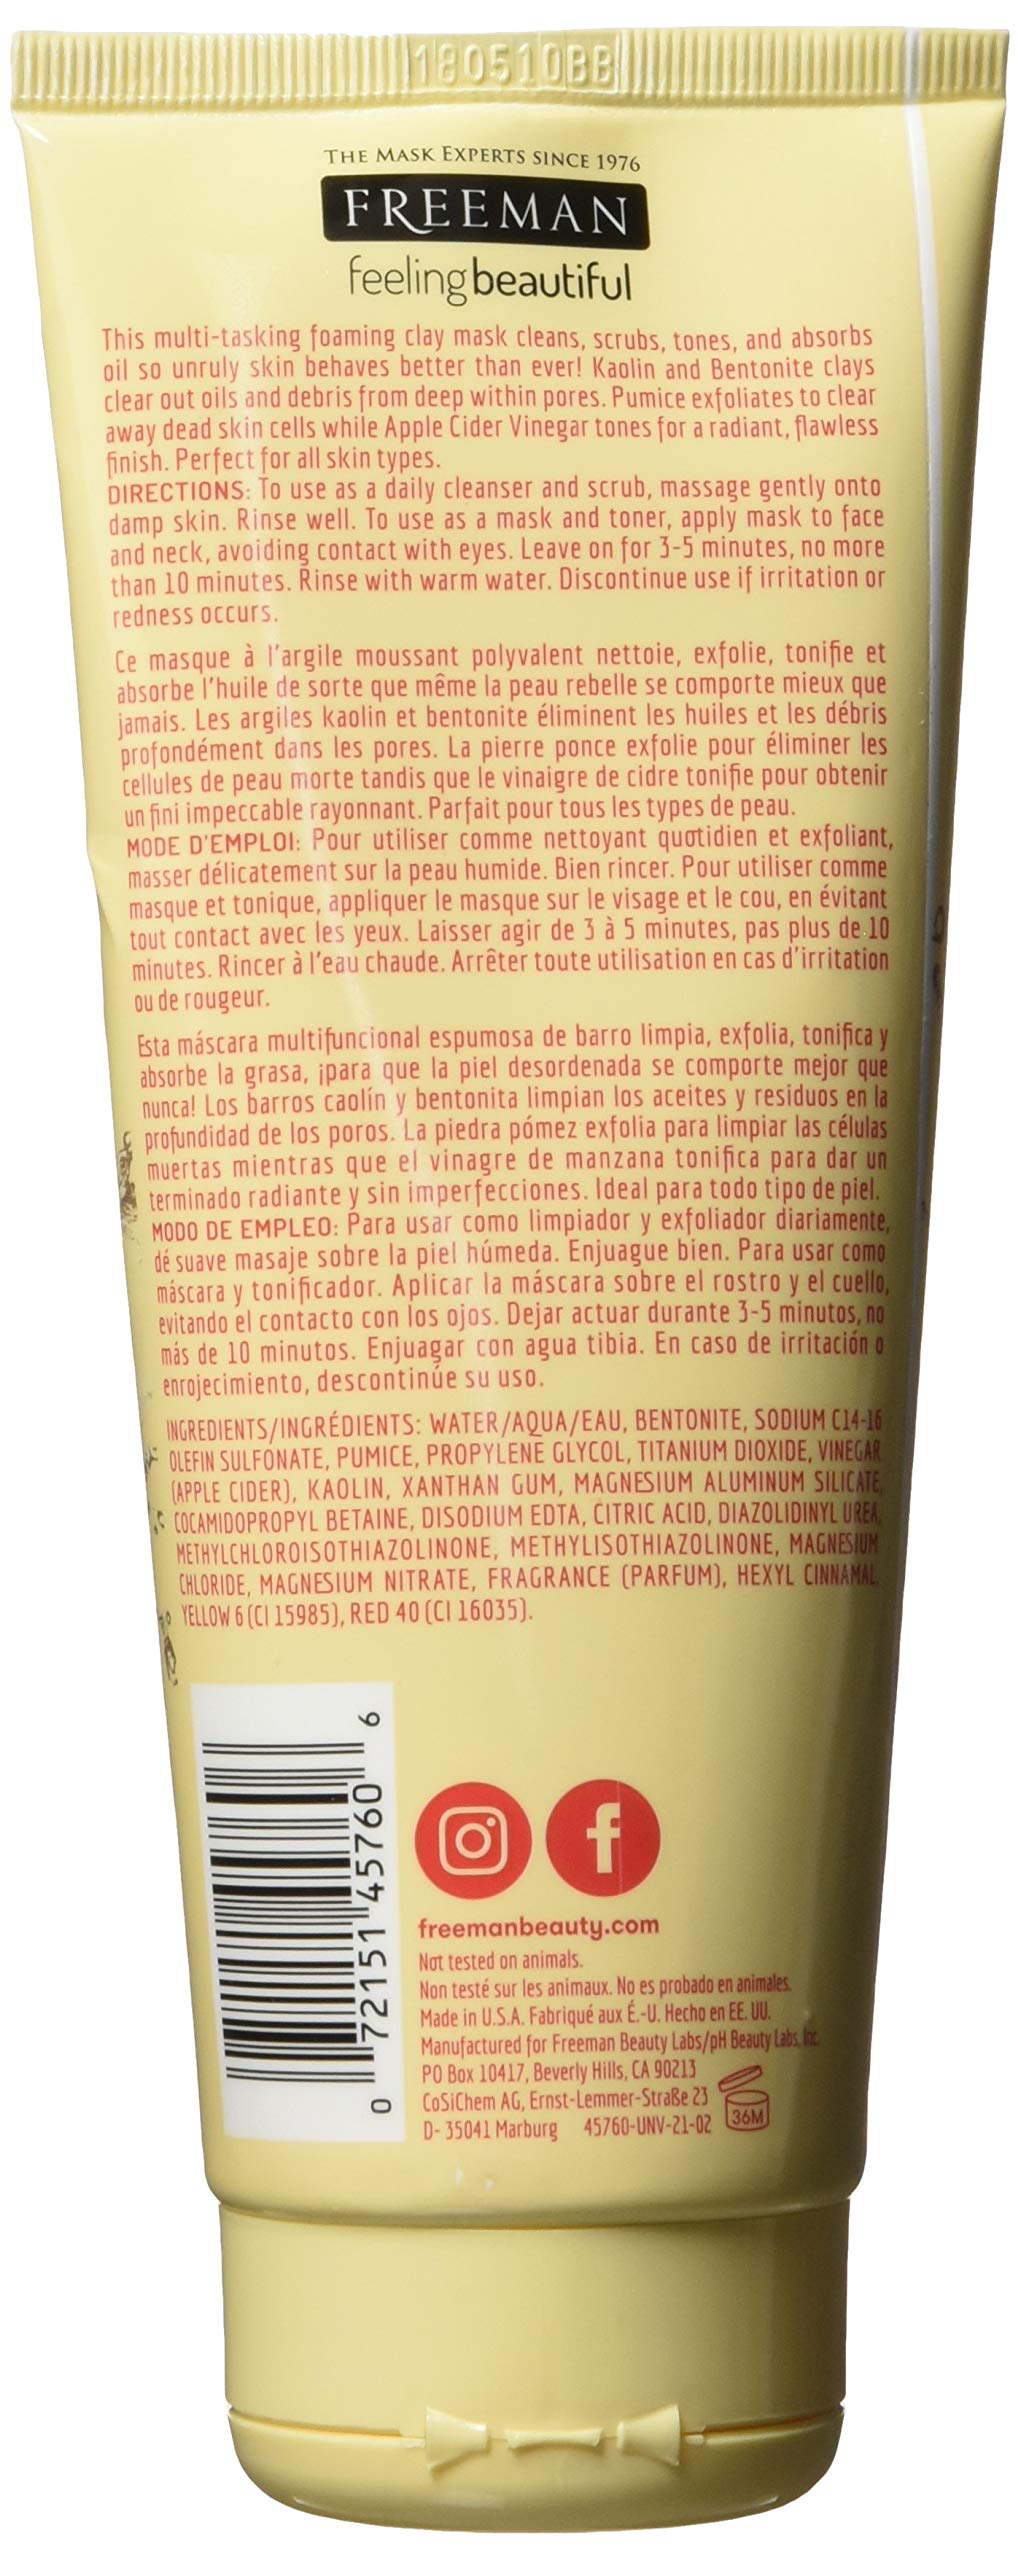 180510BB
THE MASK EXPERTS SINCE 1976
FREEMAN
feelingbeautiful
This multi-tasking foaming clay mask cleans, scrubs, tones, and absorbs
oil so unruly skin behaves better than ever! Kaolin and Bentonite clays
clear out oils and debris from deep within pores. Pumice exfoliates to clear
away dead skin cells while Apple Cider Vinegar tones for a radiant, flawless
finish. Perfect for all skin types.
DIRECTIONS: To use as a daily cleanser and scrub, massage gently onto
damp skin. Rinse well. To use as a mask and toner, apply mask to face
and neck, avoiding contact with eyes. Leave on for 3-5 minutes, no more
than 10 minutes. Rinse with warm water. Discontinue use if irritation or
redness occurs.
Ce masque à l'argile moussant polyvalent nettoie, exfolie, tonifie et
absorbe l'huile de sorte que même la peau rebelle se comporte mieux que
jamais. Les argiles kaolin et bentonite éliminent les huiles et les débris
profondément dans les pores. La pierre ponce exfolie pour éliminer les
cellules de peau morte tandis que le vinaigre de cidre tonifie pour obtenir
un fini impeccable rayonnant. Parfait pour tous les types de peau.
MODE D'EMPLOI: Pour utiliser comme nettoyant quotidien et exfoliant,
masser délicatement sur la peau humide. Bien rincer. Pour utiliser comme
masque et tonique, appliquer le masque sur le visage et le cou, en évitant
tout contact avec les yeux. Laisser agir de 3 à 5 minutes, pas plus de 10
minutes. Rincer à l'eau chaude. Arrêter toute utilisation en cas d'irritation
ou de rougeur.
Esta máscara multifuncional espumosa de barro limpia, exfolia, tonifica y
absorbe la grasa, ¡para que la piel desordenada se comporte mejor que
nunca! Los barros caolín y bentonita limpian los aceites y residuos en la
profundidad de los poros. La piedra pómez exfolia para limpiar las células
muertas mientras que el vinagre de manzana tonifica para dar un
terminado radiante y sin imperfecciones. Ideal para todo tipo de piel.
MODO DE EMPLEO: Para usar como limpiador y exfoliador diariamente,
dé suave masaje sobre la piel húmeda. Enjuague bien. Para usar como
máscara y tonificador. Aplicar la máscara sobre el rostro y el cuello,
evitando el contacto con los ojos. Dejar actuar durante 3-5 minutos, no
más de 10 minutos. Enjuagar con agua tibia. En caso de irritación o
enrojecimiento, descontinúe su uso.
INGREDIENTS/INGRÉDIENTS: WATER/AQUA/EAU, BENTONITE, SODIUM C14-16
OLEFIN SULFONATE, PUMICE, PROPYLENE GLYCOL, TITANIUM DIOXIDE, VINEGAR
(APPLE CIDER), KAOLIN, XANTHAN GUM, MAGNESIUM ALUMINUM SILICATE,
COCAMIDOPROPYL BETAINE, DISODIUM EDTA, CITRIC ACID, DIAZOLIDINYL UREA,
METHYLCHLOROISOTHIAZOLINONE, METHYLISOTHIAZOLINONE, MAGNESIUM
CHLORIDE, MAGNESIUM NITRATE, FRAGRANCE (PARFUM), HEXYL CINNAMAL,
YELLOW 6 (CI 15985), RED 40 (CI 16035).
0 72151 45760 6
f
freemanbeauty.com
Not tested on animals.
Non testé sur les animaux. No es probado en animales.
Made in U.S.A. Fabriqué aux É.-U. Hecho en EE. UU.
Manufactured for Freeman Beauty Labs/pH Beauty Labs, Inc.
PO Box 10417, Beverly Hills, CA 90213
CoSiChem AG, Ernst-Lemmer-Straße 23
D- 35041 Marburg 45760-UNV-21-02
36M